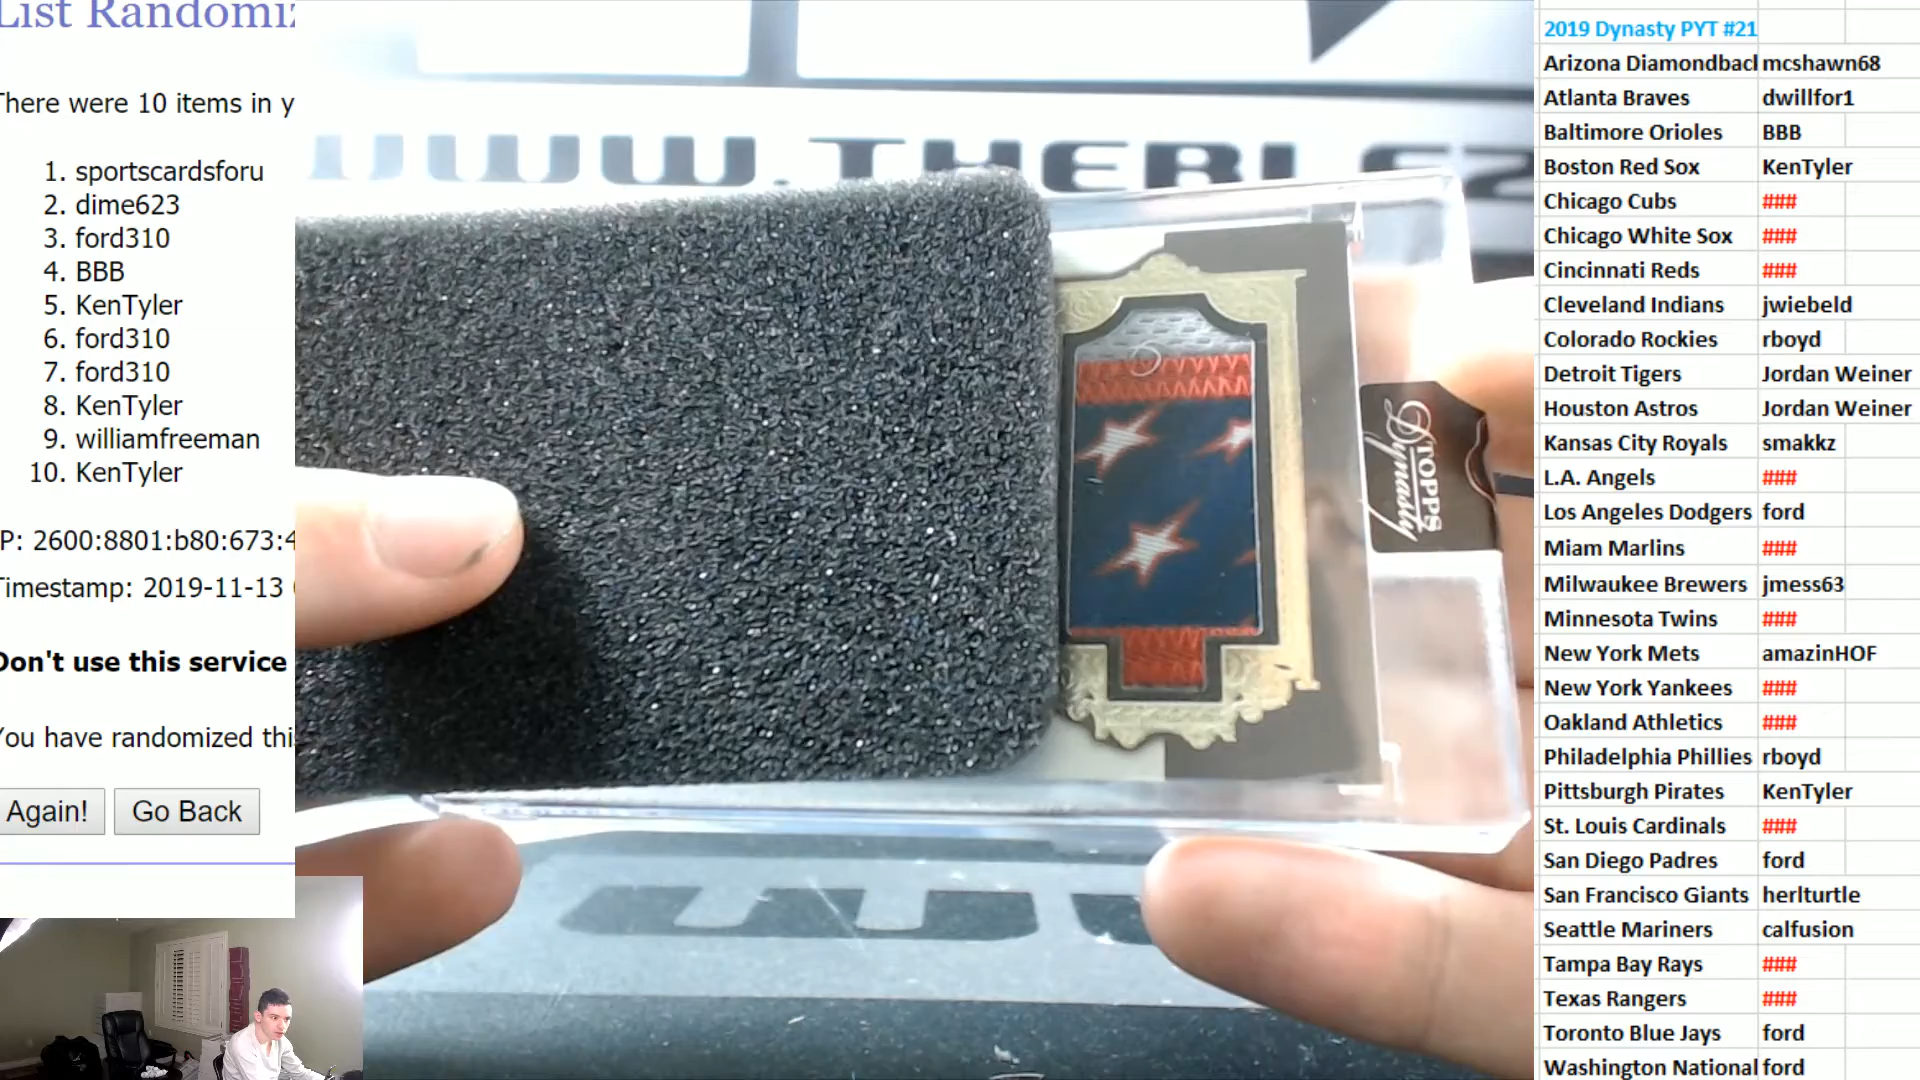 List Randomiz
There were 10 items in y
1. sportscardsforu
2. dime623
3. ford310
4. BBB
5. KenTyler
6. ford310
7. ford310
8. KenTyler
9. williamfreeman
10. KenTyler
IP: 2600:8801:b80:673:4
Timestamp: 2019-11-13
Don't use this service
You have randomized thi
Again! Go Back
WWW.THERI
TOPPS
Dynasty
2019 Dynasty PYT #21
Arizona Diamondbacl mcshawn68
Atlanta Braves dwillfor1
Baltimore Orioles BBB
Boston Red Sox KenTyler
Chicago Cubs ###
Chicago White Sox ###
Cincinnati Reds ###
Cleveland Indians jwiebeld
Colorado Rockies rboyd
Detroit Tigers Jordan Weiner
Houston Astros Jordan Weiner
Kansas City Royals smakkz
L.A. Angels ###
Los Angeles Dodgers ford
Miam Marlins ###
Milwaukee Brewers jmess63
Minnesota Twins ###
New York Mets amazinHOF
New York Yankees ###
Oakland Athletics ###
Philadelphia Phillies rboyd
Pittsburgh Pirates KenTyler
St. Louis Cardinals ###
San Diego Padres ford
San Francisco Giants herlturtle
Seattle Mariners calfusion
Tampa Bay Rays ###
Texas Rangers ###
Toronto Blue Jays ford
Washington National ford